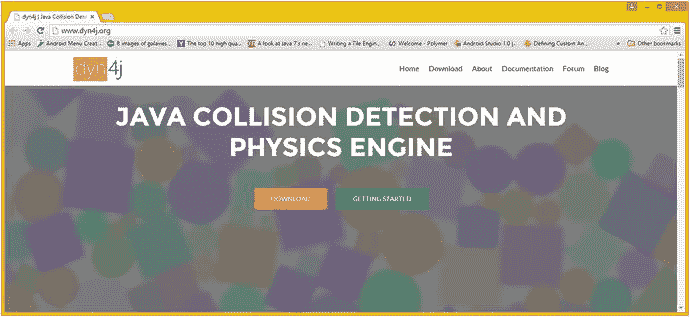 dyn4j | Java Collision Dete
www.dyn4j.org
Apps
Android Menu Creat...
8 images of galaxies...
The top 10 high qua...
A look at Java 7's ne...
Writing a Tile Engin...
Welcome - Polymer
Android Studio 1.0 j...
Defining Custom An...
»
Other bookmarks
dyn4j
Home Download About Documentation Forum Blog
JAVA COLLISION DETECTION AND
PHYSICS ENGINE
DOWNLOAD
GETTING STARTED